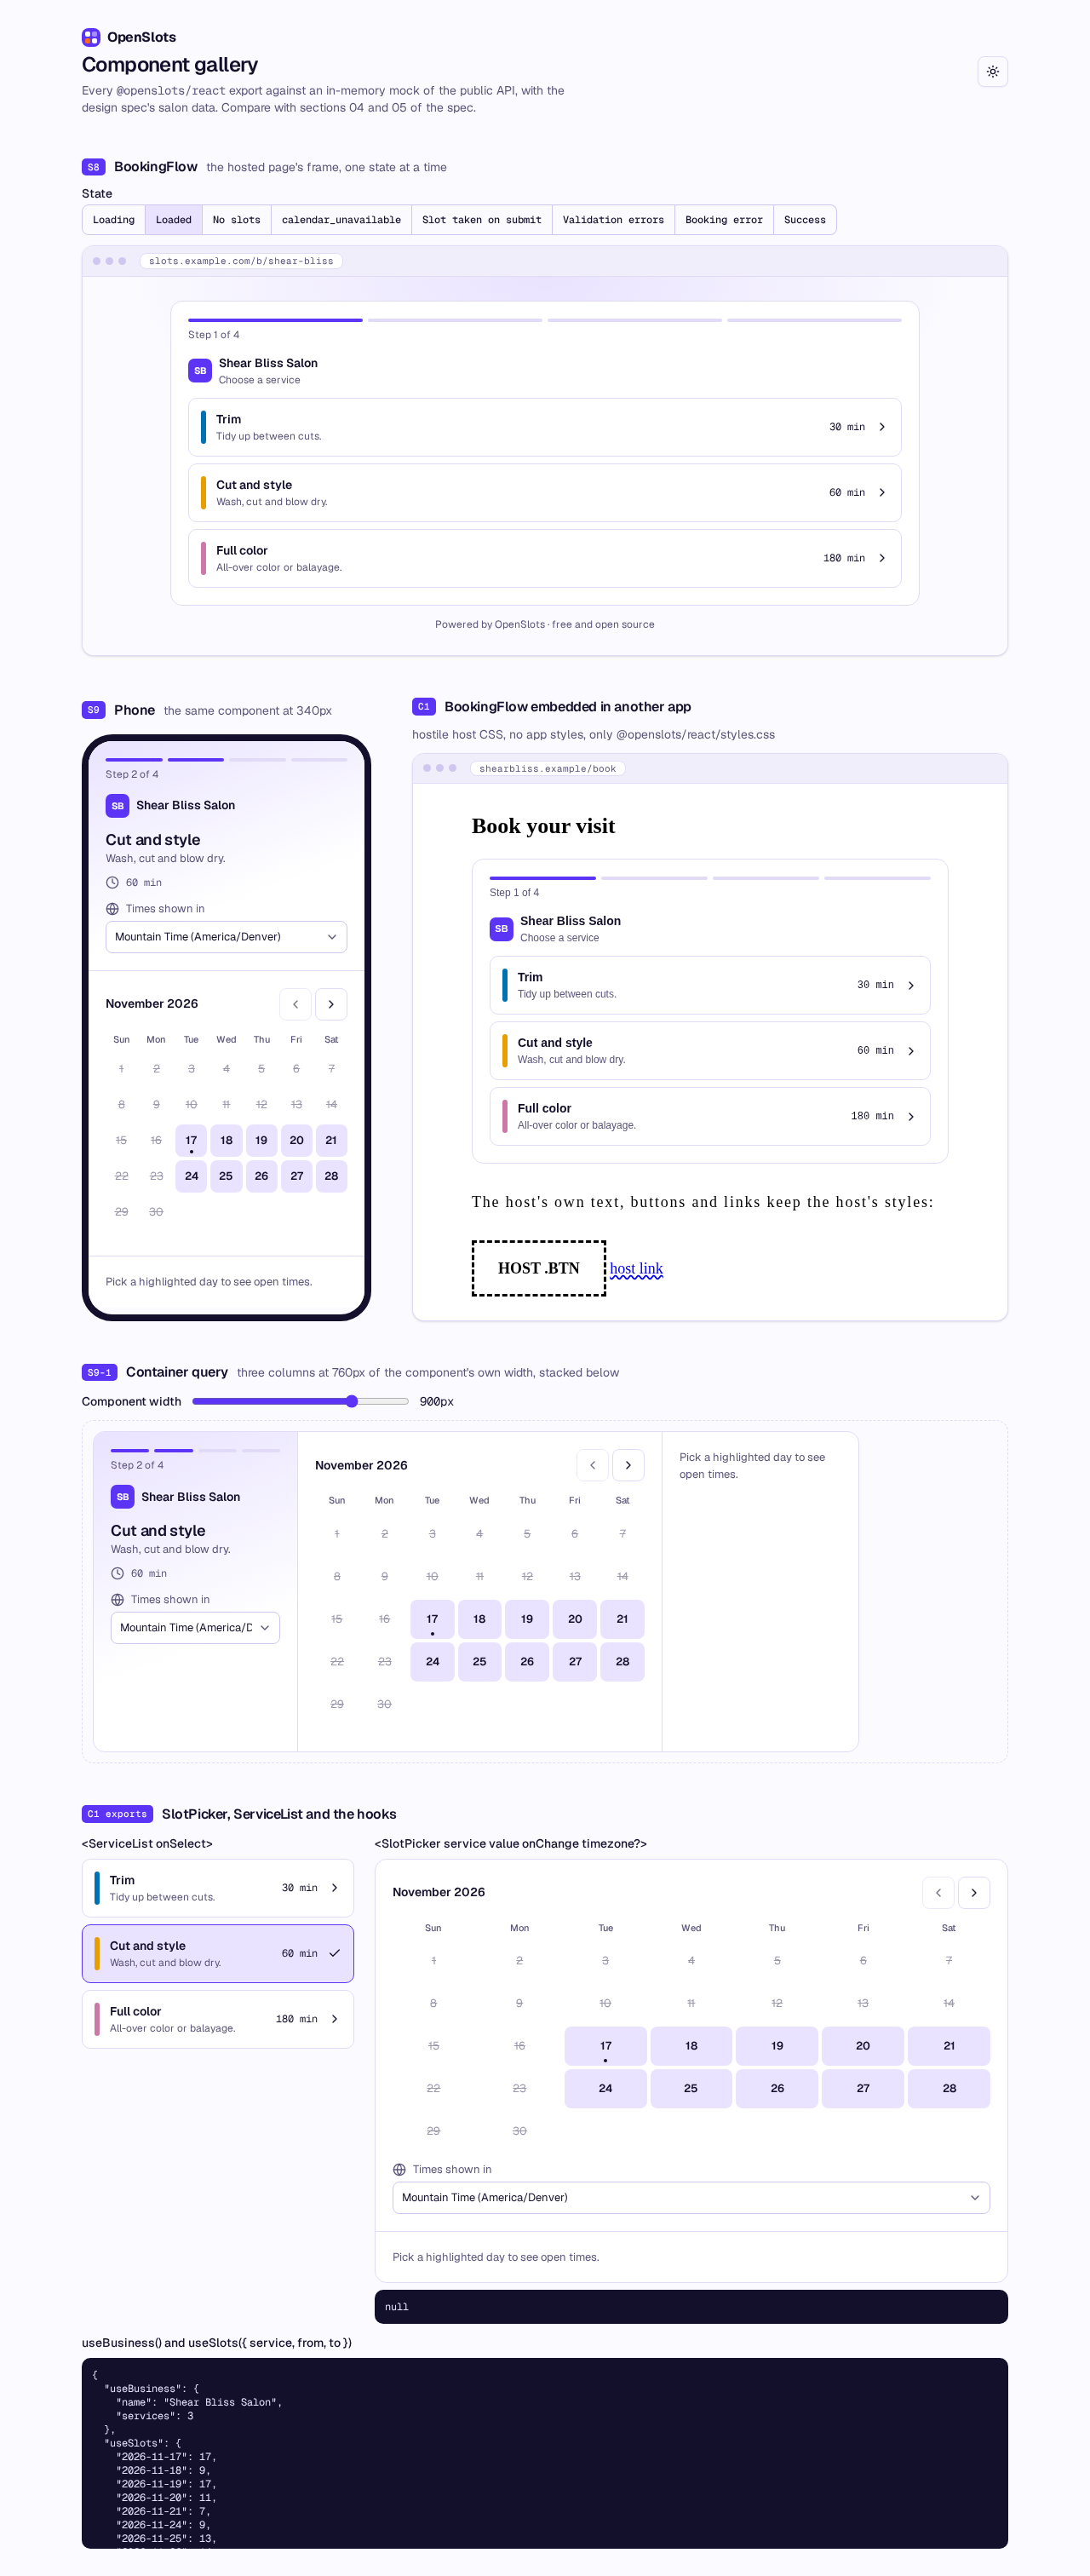 OpenSlots
Component gallery
Every @openslots/react export against an in-memory mock of the public API, with the
design spec's salon data. Compare with sections 04 and 05 of the spec.
S8 BookingFlow the hosted page's frame, one state at a time
State
Loading Loaded No slots calendar_unavailable Slot taken on submit Validation errors Booking error Success
slots.example.com/b/shear-bliss
Step 1 of 4
SB Shear Bliss Salon
Choose a service
Trim
Tidy up between cuts.
30 min
Cut and style
Wash, cut and blow dry.
60 min
Full color
All-over color or balayage.
180 min
Powered by OpenSlots · free and open source
S9 Phone the same component at 340px
Step 2 of 4
SB Shear Bliss Salon
Cut and style
Wash, cut and blow dry.
60 min
Times shown in
Mountain Time (America/Denver)
November 2026
Sun Mon Tue Wed Thu Fri Sat
1 2 3 4 5 6 7
8 9 10 11 12 13 14
15 16 17 18 19 20 21
22 23 24 25 26 27 28
29 30
Pick a highlighted day to see open times.
C1 BookingFlow embedded in another app
hostile host CSS, no app styles, only @openslots/react/styles.css
shearbliss.example/book
Book your visit
Step 1 of 4
SB Shear Bliss Salon
Choose a service
Trim
Tidy up between cuts.
30 min
Cut and style
Wash, cut and blow dry.
60 min
Full color
All-over color or balayage.
180 min
The host's own text, buttons and links keep the host's styles:
HOST .BTN host link
S9-1 Container query three columns at 760px of the component's own width, stacked below
Component width 900px
Step 2 of 4
SB Shear Bliss Salon
Cut and style
Wash, cut and blow dry.
60 min
Times shown in
Mountain Time (America/D
November 2026
Sun Mon Tue Wed Thu Fri Sat
1 2 3 4 5 6 7
8 9 10 11 12 13 14
15 16 17 18 19 20 21
22 23 24 25 26 27 28
29 30
Pick a highlighted day to see
open times.
C1 exports SlotPicker, ServiceList and the hooks
<ServiceList onSelect>
Trim
Tidy up between cuts.
30 min
Cut and style
Wash, cut and blow dry.
60 min
Full color
All-over color or balayage.
180 min
<SlotPicker service value onChange timezone?>
November 2026
Sun Mon Tue Wed Thu Fri Sat
1 2 3 4 5 6 7
8 9 10 11 12 13 14
15 16 17 18 19 20 21
22 23 24 25 26 27 28
29 30
Times shown in
Mountain Time (America/Denver)
Pick a highlighted day to see open times.
null
useBusiness() and useSlots({ service, from, to })
{
"useBusiness": {
"name": "Shear Bliss Salon",
"services": 3
},
"useSlots": {
"2026-11-17": 17,
"2026-11-18": 9,
"2026-11-19": 17,
"2026-11-20": 11,
"2026-11-21": 7,
"2026-11-24": 9,
"2026-11-25": 13,